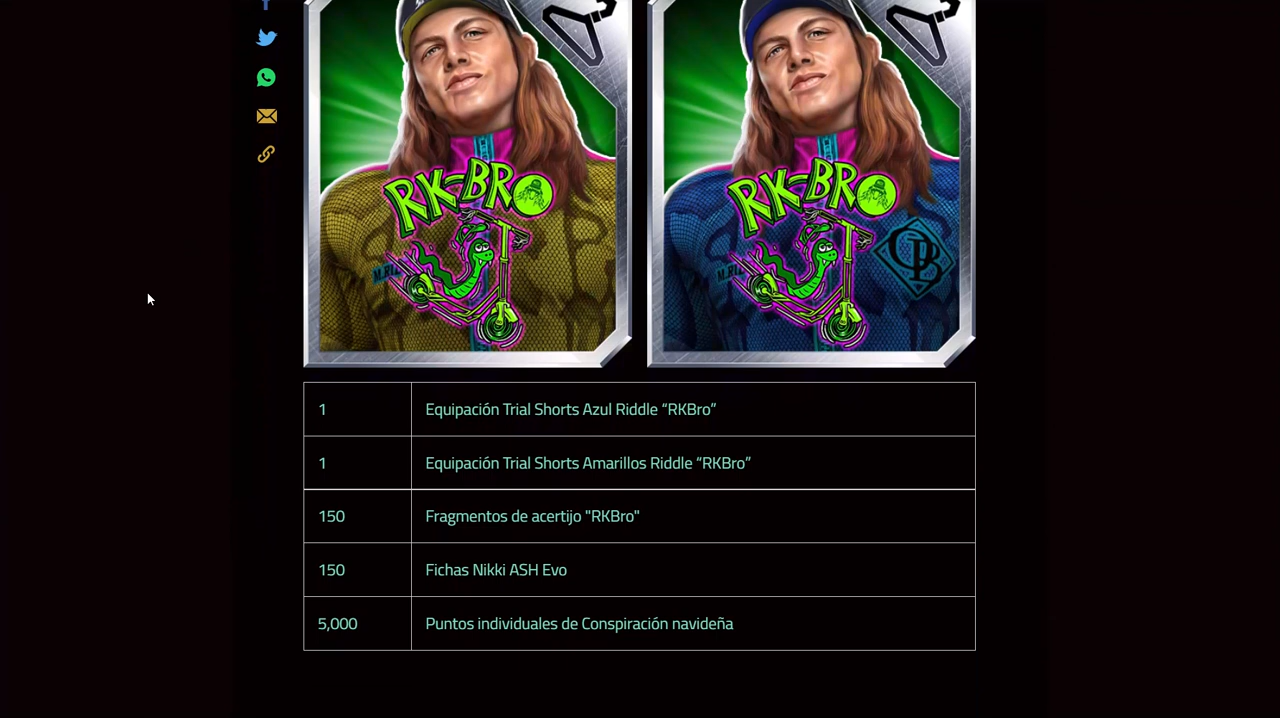 RK-BRO
RK-BRO
1 Equipación Trial Shorts Azul Riddle “RKBro”
1 Equipación Trial Shorts Amarillos Riddle “RKBro”
150 Fragmentos de acertijo "RKBro"
150 Fichas Nikki ASH Evo
5,000 Puntos individuales de Conspiración navideña